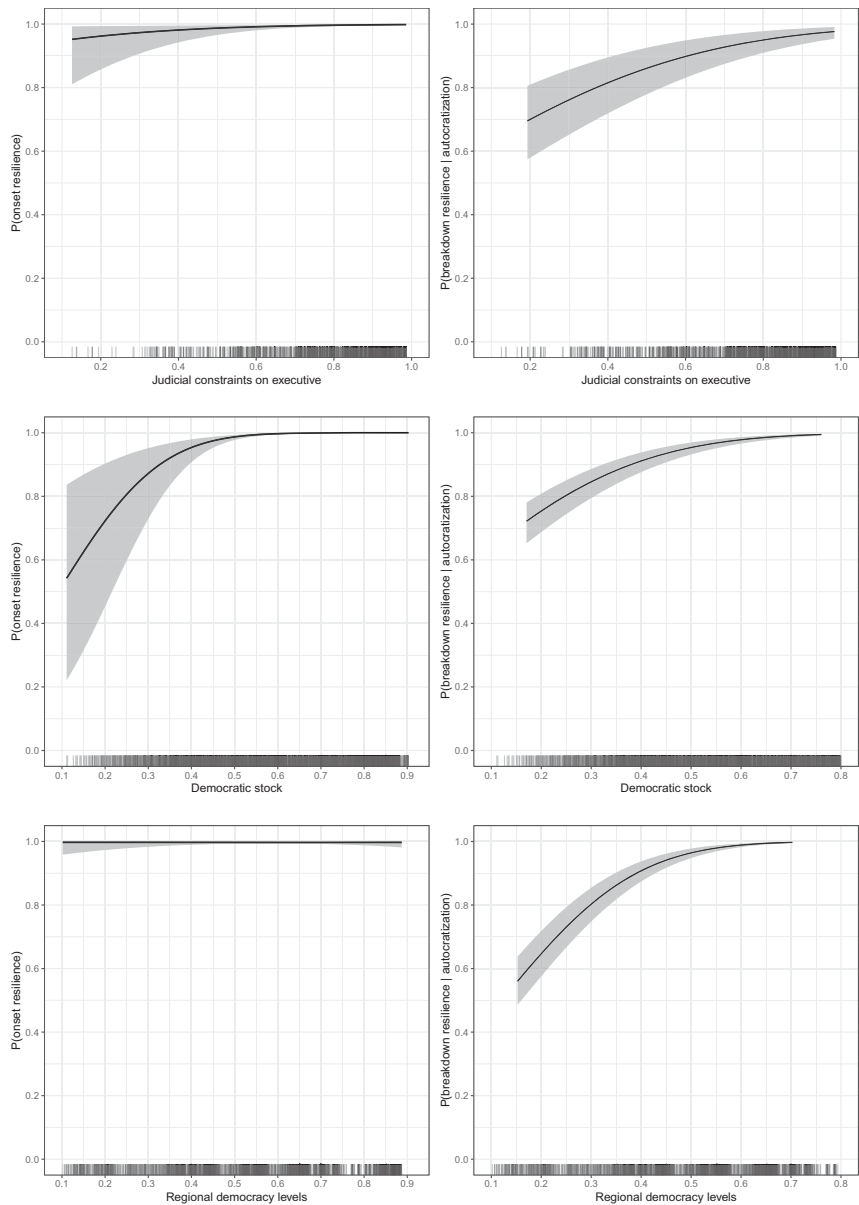 1.0
0.8
0.6
0.4
0.2
0.0
P(onset resilience)
0.2 0.4 0.6 0.8 1.0
Judicial constraints on executive
1.0
0.8
0.6
0.4
0.2
0.0
P(breakdown resilience | autocratization)
0.2 0.4 0.6 0.8 1.0
Judicial constraints on executive
1.0
0.8
0.6
0.4
0.2
0.0
P(onset resilience)
0.1 0.2 0.3 0.4 0.5 0.6 0.7 0.8 0.9
Democratic stock
1.0
0.8
0.6
0.4
0.2
0.0
P(breakdown resilience | autocratization)
0.1 0.2 0.3 0.4 0.5 0.6 0.7 0.8
Democratic stock
1.0
0.8
0.6
0.4
0.2
0.0
P(onset resilience)
0.1 0.2 0.3 0.4 0.5 0.6 0.7 0.8 0.9
Regional democracy levels
1.0
0.8
0.6
0.4
0.2
0.0
P(breakdown resilience | autocratization)
0.1 0.2 0.3 0.4 0.5 0.6 0.7 0.8
Regional democracy levels